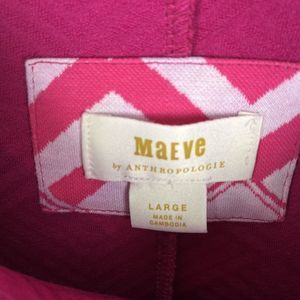 MaEve
by ANTHROPOLOGIE
LARGE
MADE IN
CAMBODIA